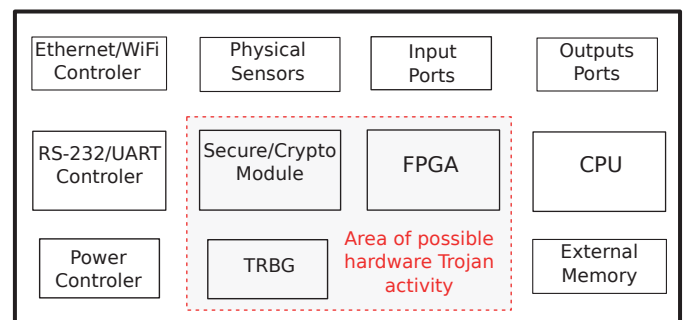 Ethernet/WiFi
Controler
Physical
Sensors
Input
Ports
Outputs
Ports
RS-232/UART
Controler
Secure/Crypto
Module
FPGA
CPU
Power
Controler
TRBG
Area of possible
hardware Trojan
activity
External
Memory